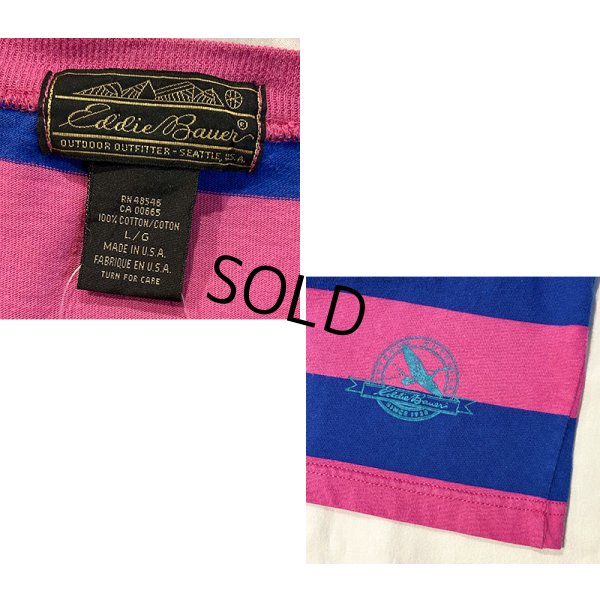 Eddie Bauer®
OUTDOOR OUTFITTER - SEATTLE, U.S.A.
RN 48546
CA 00665
100% COTTON/COTON
L/G
MADE IN U.S.A.
FABRIQUE EN U.S.A.
TURN FOR CARE
SOLD
Eddie Bauer
SINCE 1920